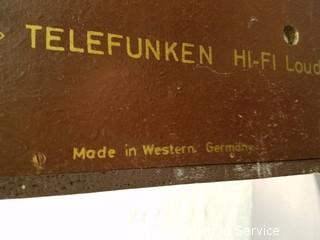 TELEFUNKEN HI-FI Loud
Made in Western Germany
Service